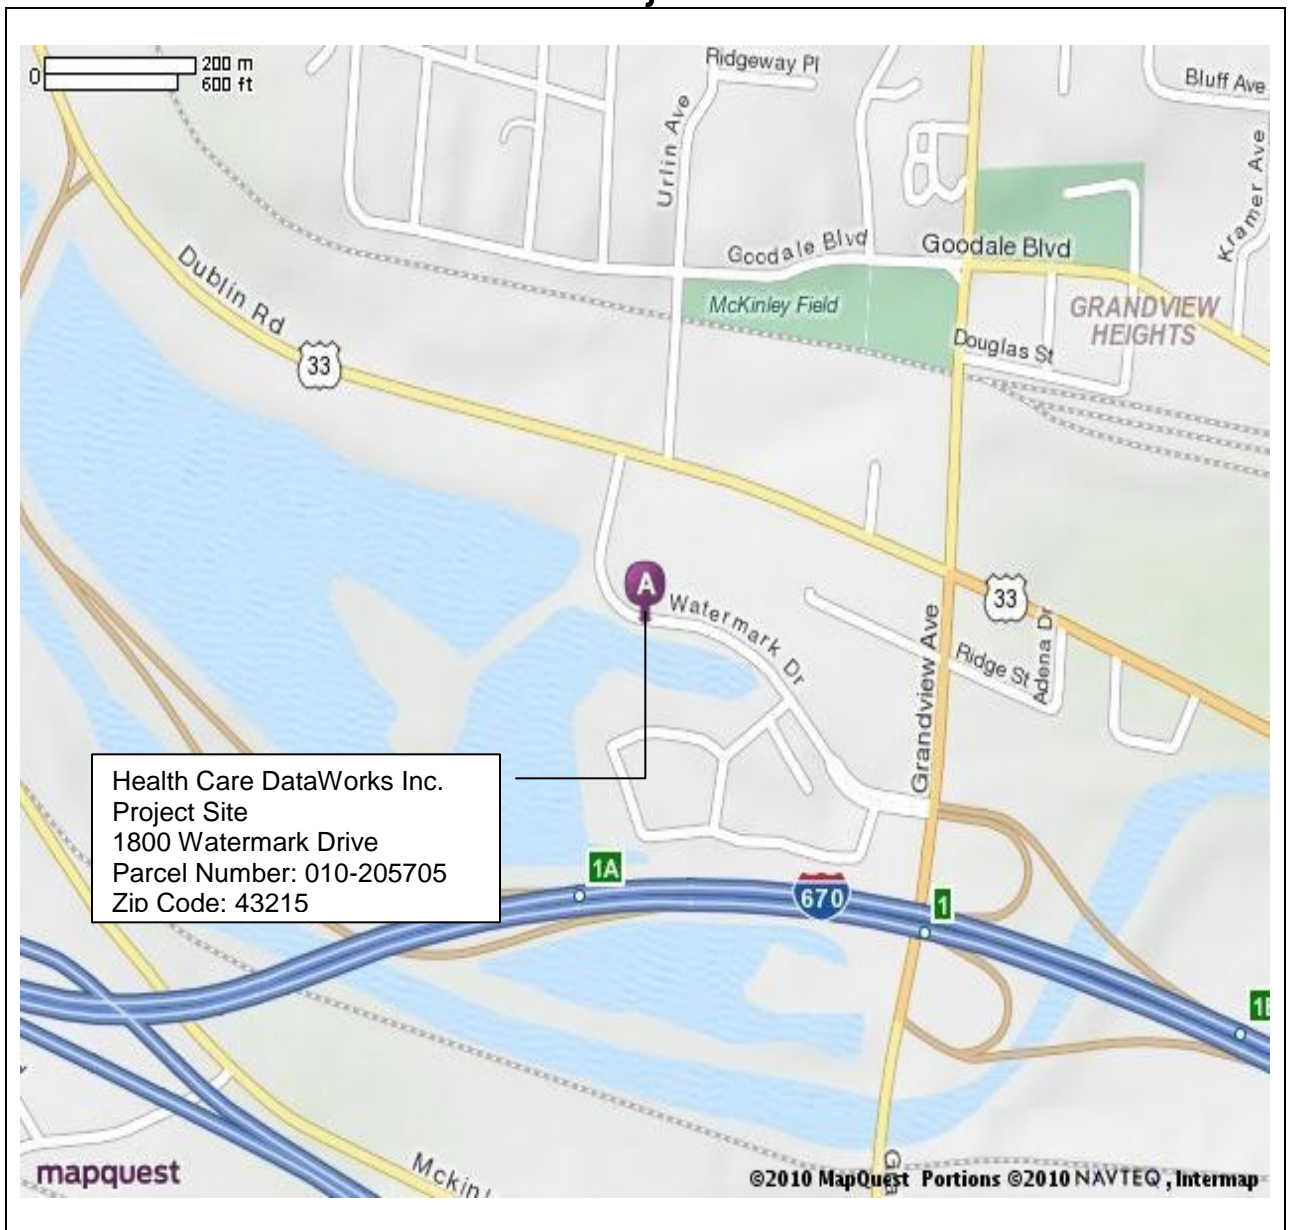 200 m
0
600 ft
Ridgeway Pl
Bluff Ave
Urlin Ave
Kramer Ave
Goodale Blvd
Goodale Blvd
Dublin Rd
McKinley Field
GRANDVIEW
HEIGHTS
Douglas St
33
A
Watermark Dr
33
Grandview Ave
Ridge St
Adena Dr
Health Care DataWorks Inc.
Project Site
1800 Watermark Drive
Parcel Number: 010-205705
Zip Code: 43215
1A
670
1
mapquest
©2010 MapQuest Portions ©2010 NAVTEQ, Intermap